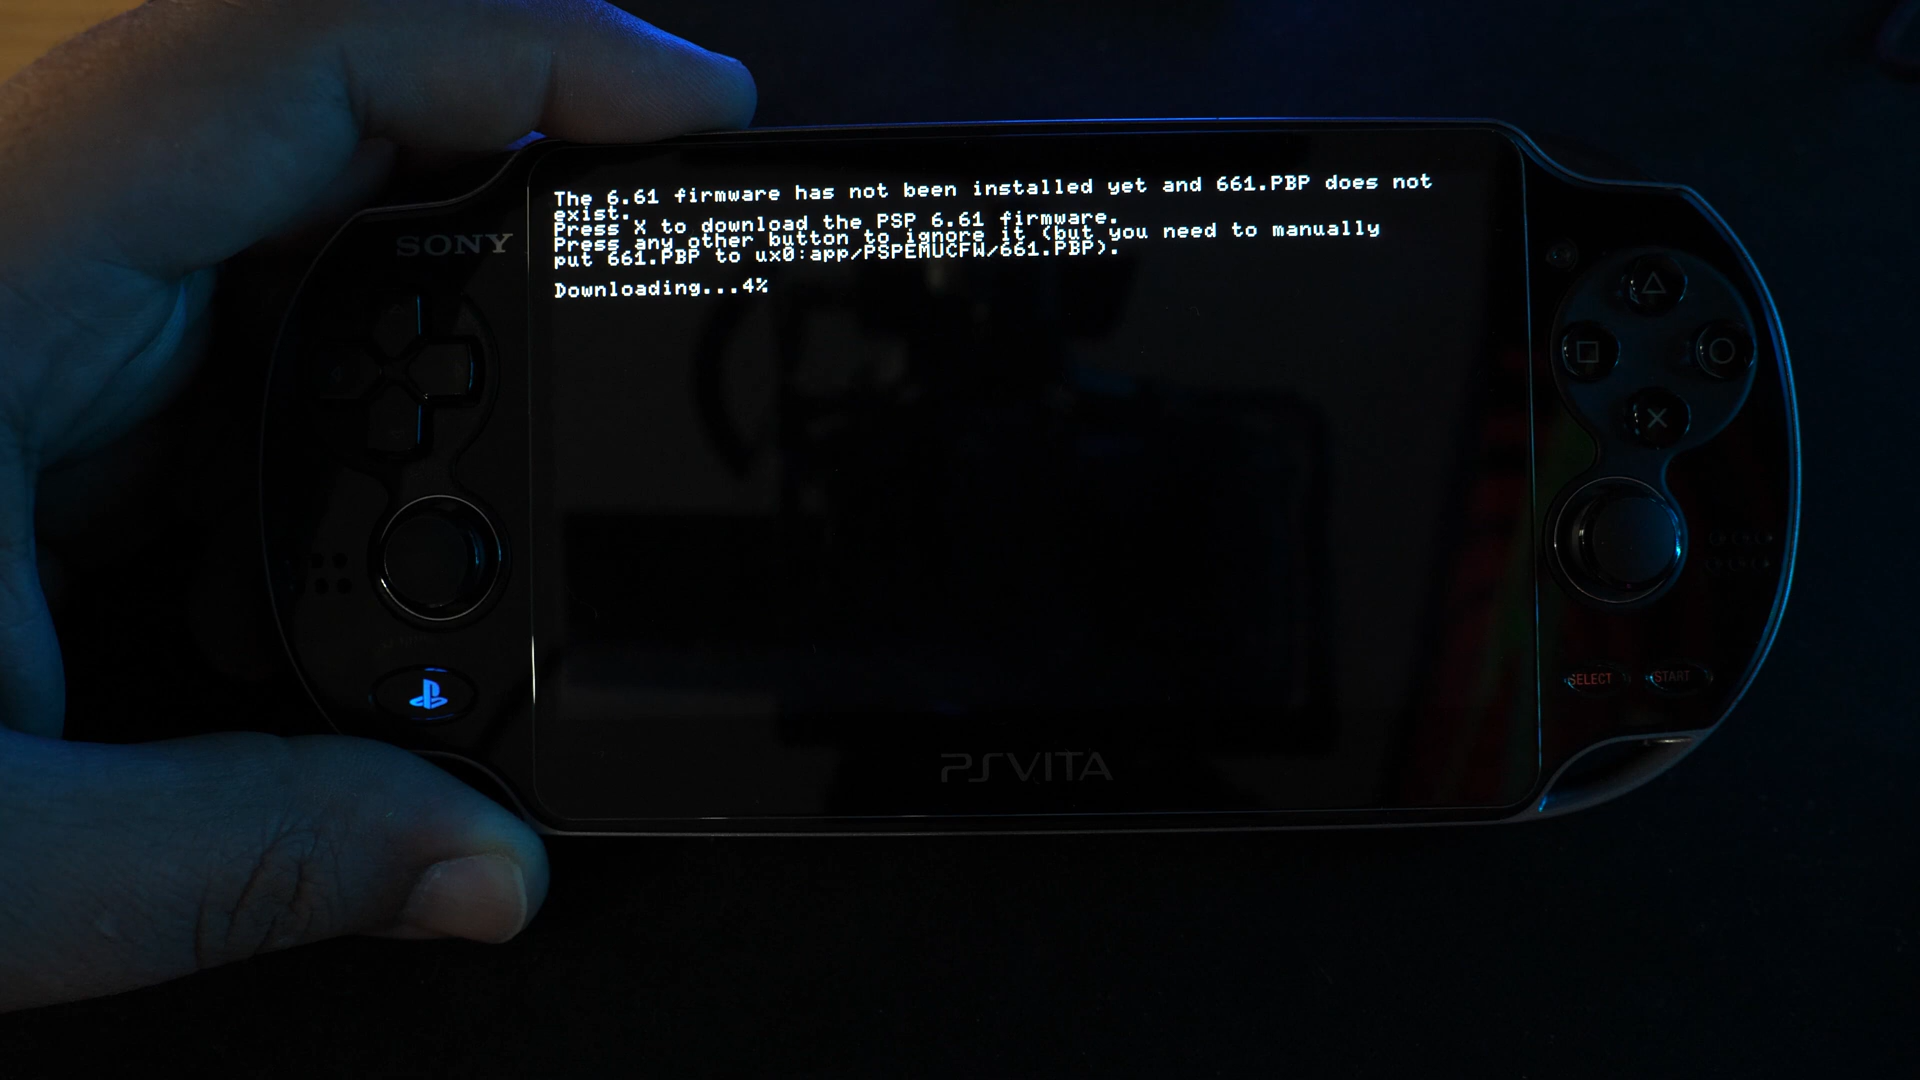 The 6.61 firmware has not been installed yet and 661.PBP does not
exist.
Press X to download the PSP 6.61 firmware.
Press any other button to ignore it (but you need to manually
put 661.PBP to ux0:app/PSPEMUCFW/661.PBP).
Downloading...4%
SONY
SELECT
START
PSVITA